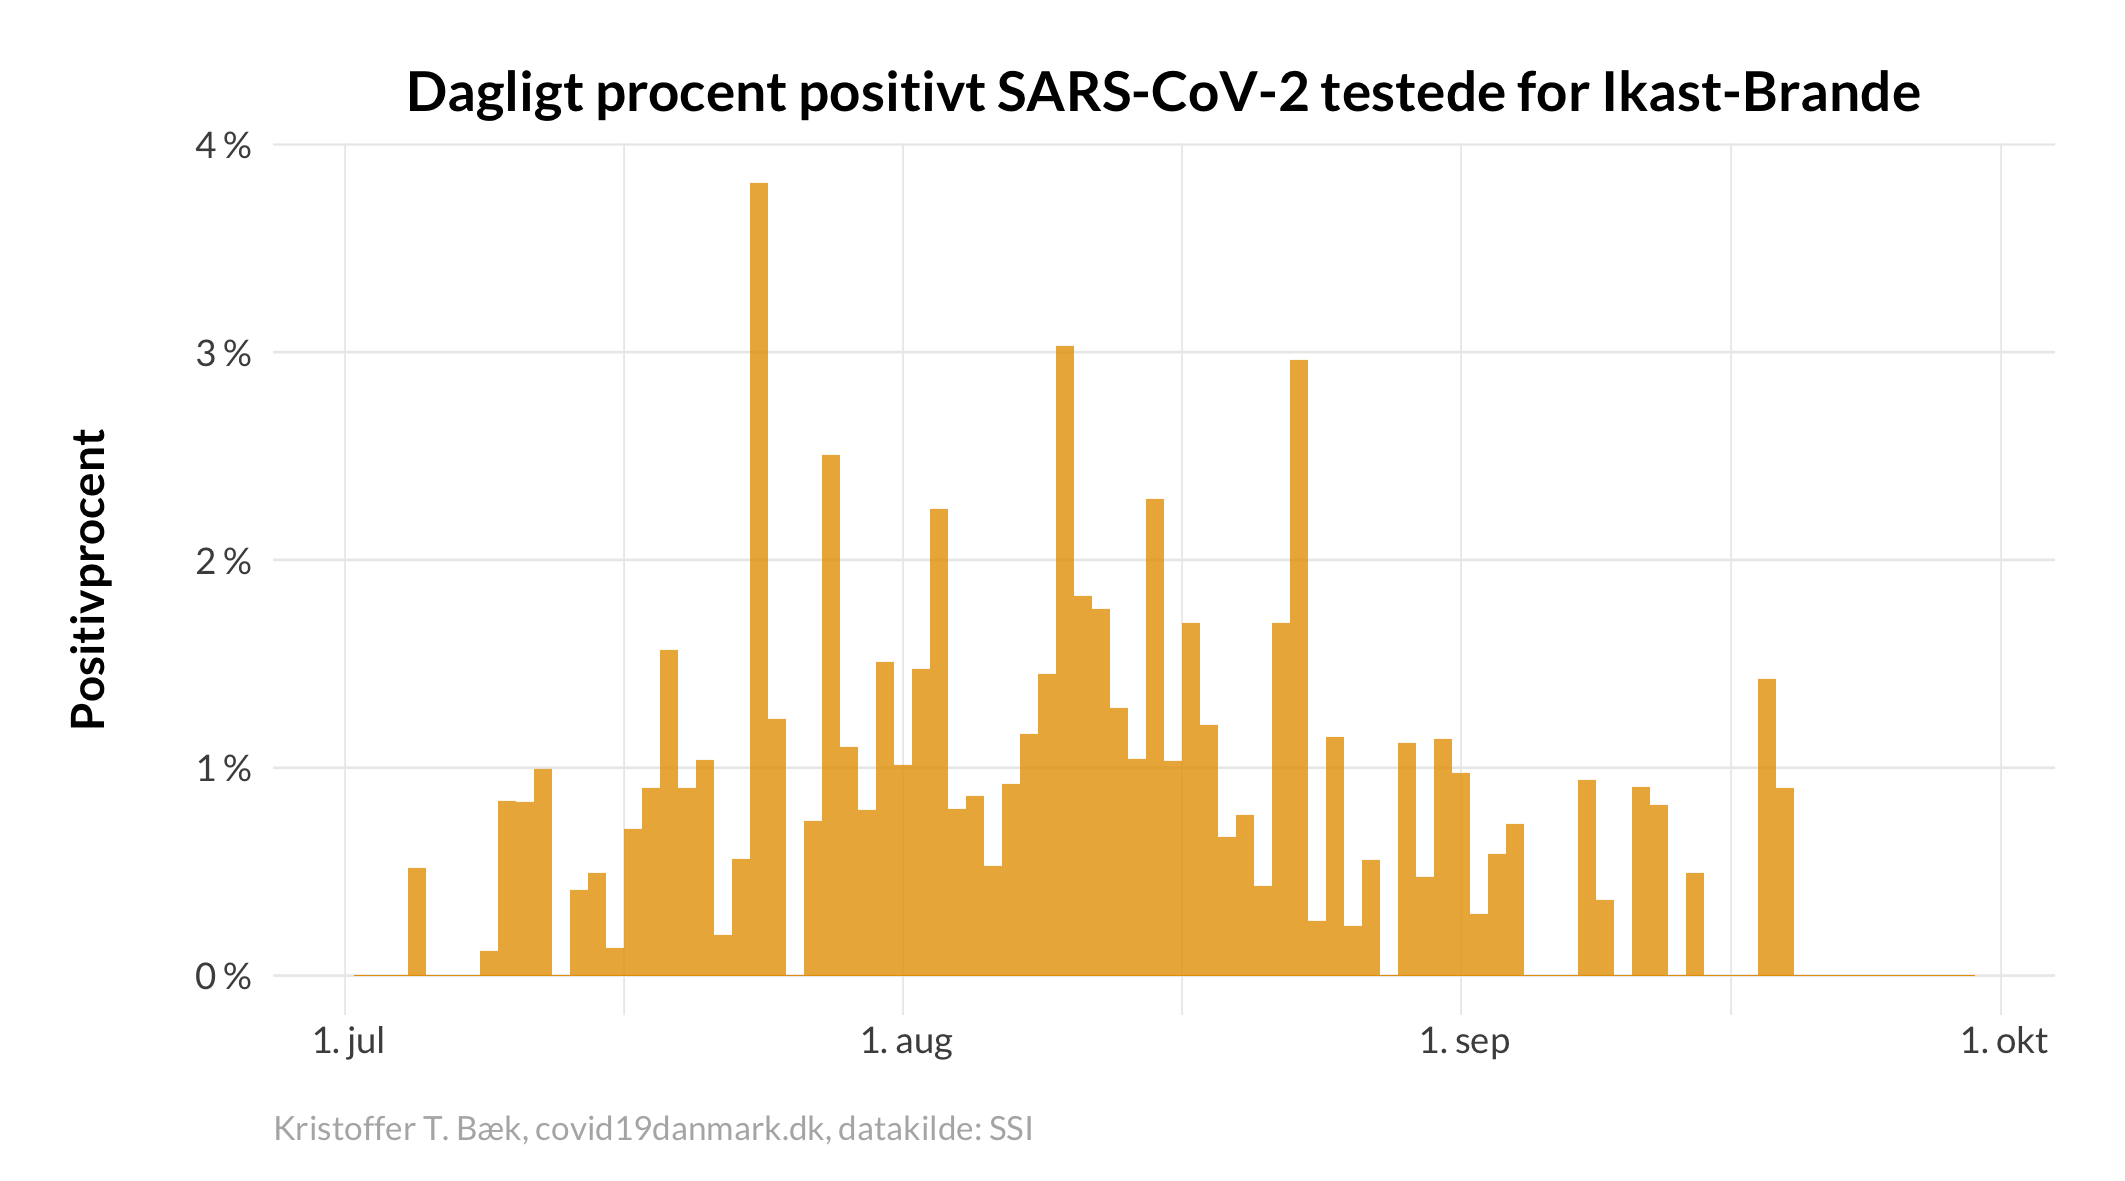 Dagligt procent positivt SARS-CoV-2 testede for Ikast-Brande
Positivprocent
4 %
3 %
2 %
1 %
0 %
1. jul
1. aug
1. sep
1. okt
Kristoffer T. Bæk, covid19danmark.dk, datakilde: SSI